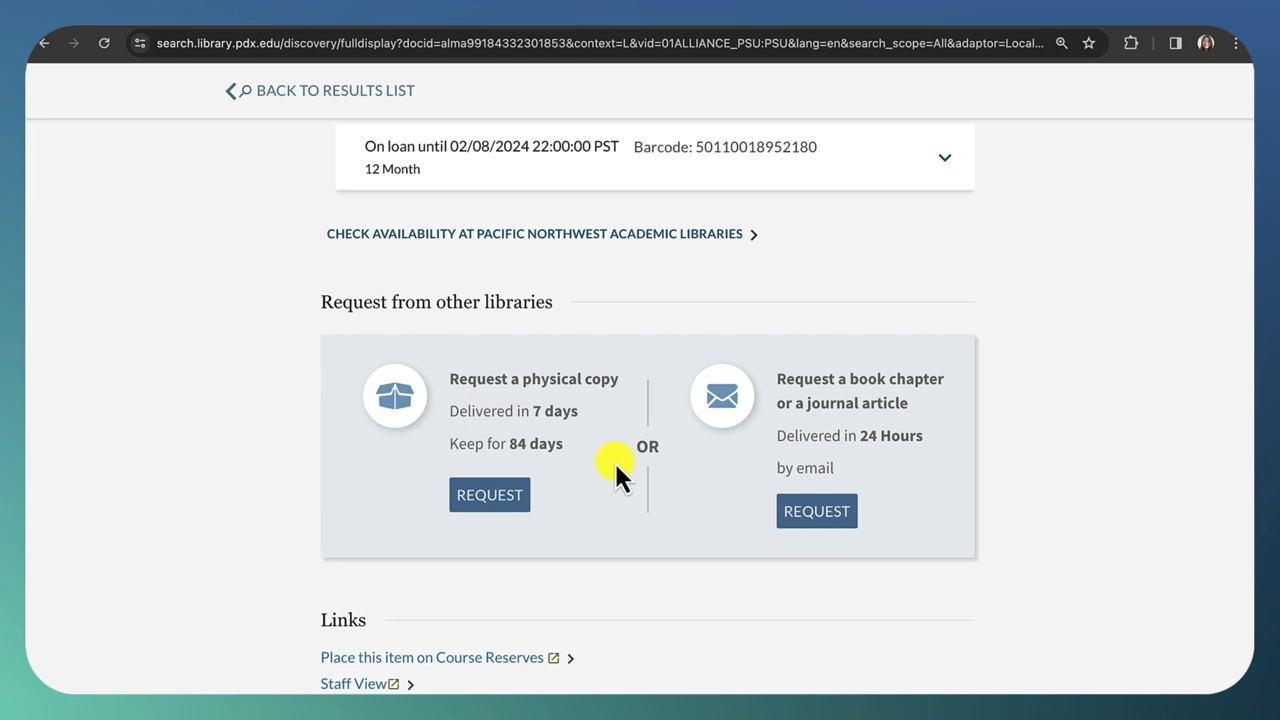 search.library.pdx.edu/discovery/fulldisplay?docid=alma99184332301853&context=L&vid=01ALLIANCE_PSU:PSU&lang=en&search_scope=All&adaptor=Local...
BACK TO RESULTS LIST
On loan until 02/08/2024 22:00:00 PST Barcode: 50110018952180
12 Month
CHECK AVAILABILITY AT PACIFIC NORTHWEST ACADEMIC LIBRARIES
Request from other libraries
Request a physical copy
Delivered in 7 days
Keep for 84 days
REQUEST
OR
Request a book chapter
or a journal article
Delivered in 24 Hours
by email
REQUEST
Links
Place this item on Course Reserves
Staff View